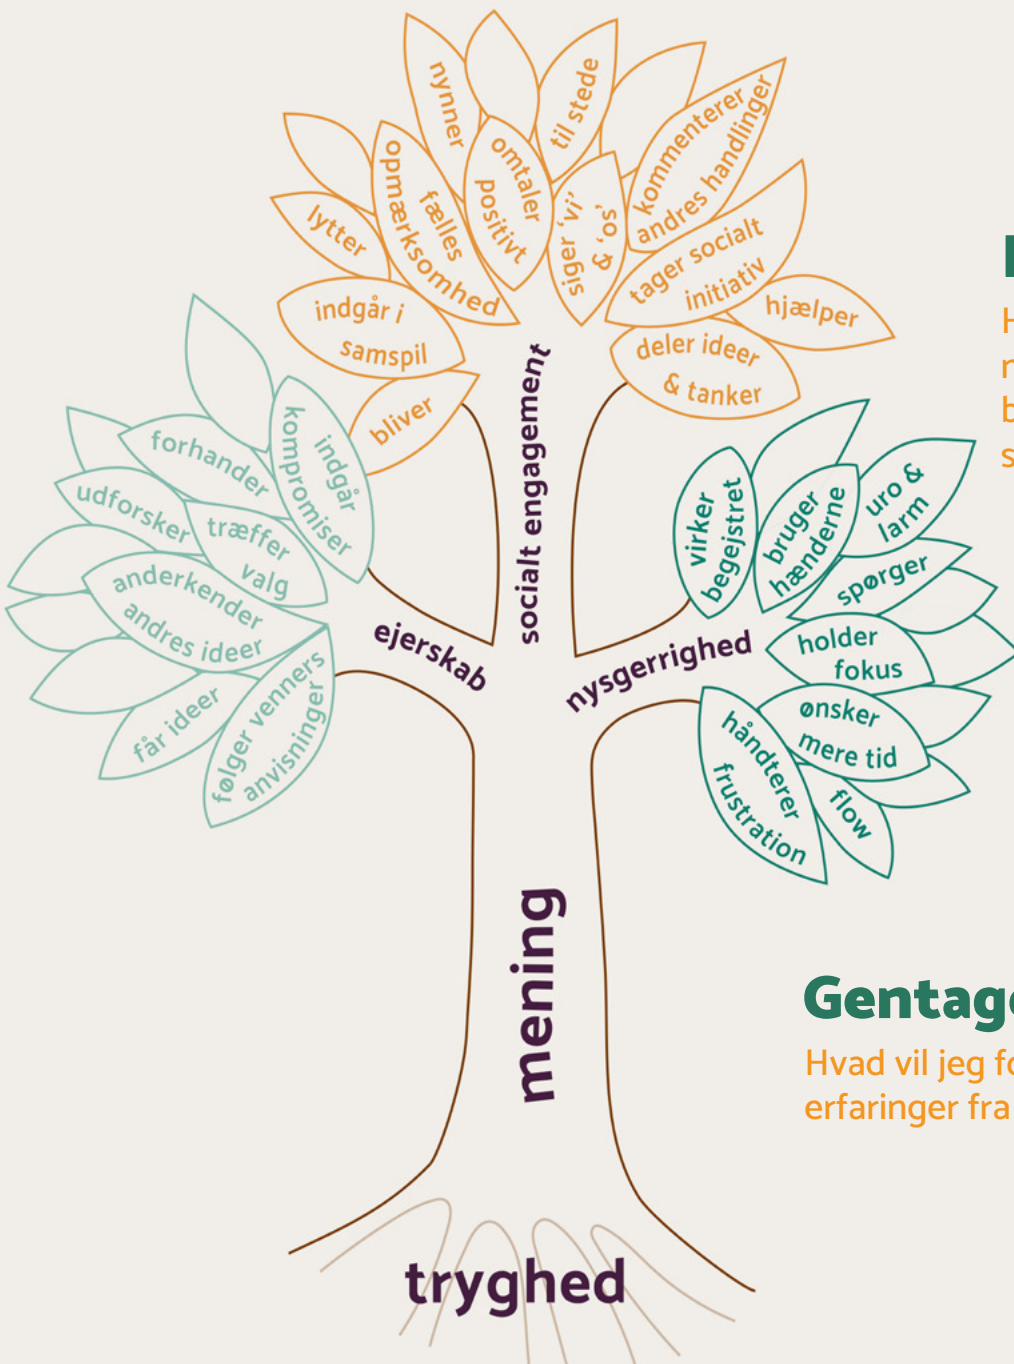 nynner
til stede
kommenterer
andres handlinger
opmærksomhed
fælles
omtaler
positivt
siger 'vi'
& 'os'
lytter
tager socialt
initiativ
indgår i
samspil
hjælper
deler ideer
& tanker
bliver
socialt engagement
forhander
indgår
kompromiser
udforsker
træffer
valg
anderkender
andres ideer
får ideer
følger venners
anvisninger
ejerskab
virker
begejstret
bruger
hænderne
uro &
larm
spørger
holder
fokus
ønsker
mere tid
håndterer
frustration
flow
nysgerrighed
mening
Hvad vil jeg
erfaringer fra
tryghed